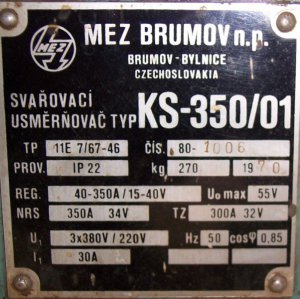 MEZ
MEZ BRUMOV n.p.
BRUMOV-BYLNICE
CZECHOSLOVAKIA
SVAŘOVACÍ
USMĚRŇOVAČ TYP KS-350/01
TP 11E 7/67-46 ČÍS. 80-1006
PROV. IP 22 kg 270 1970
REG. 40-350A/15-40V U₀ max 55V
NRS 350A 34V TZ 300A 32V
U₁ 3x380V/220V Hz 50 cosφ 0,85
I₁ 30A